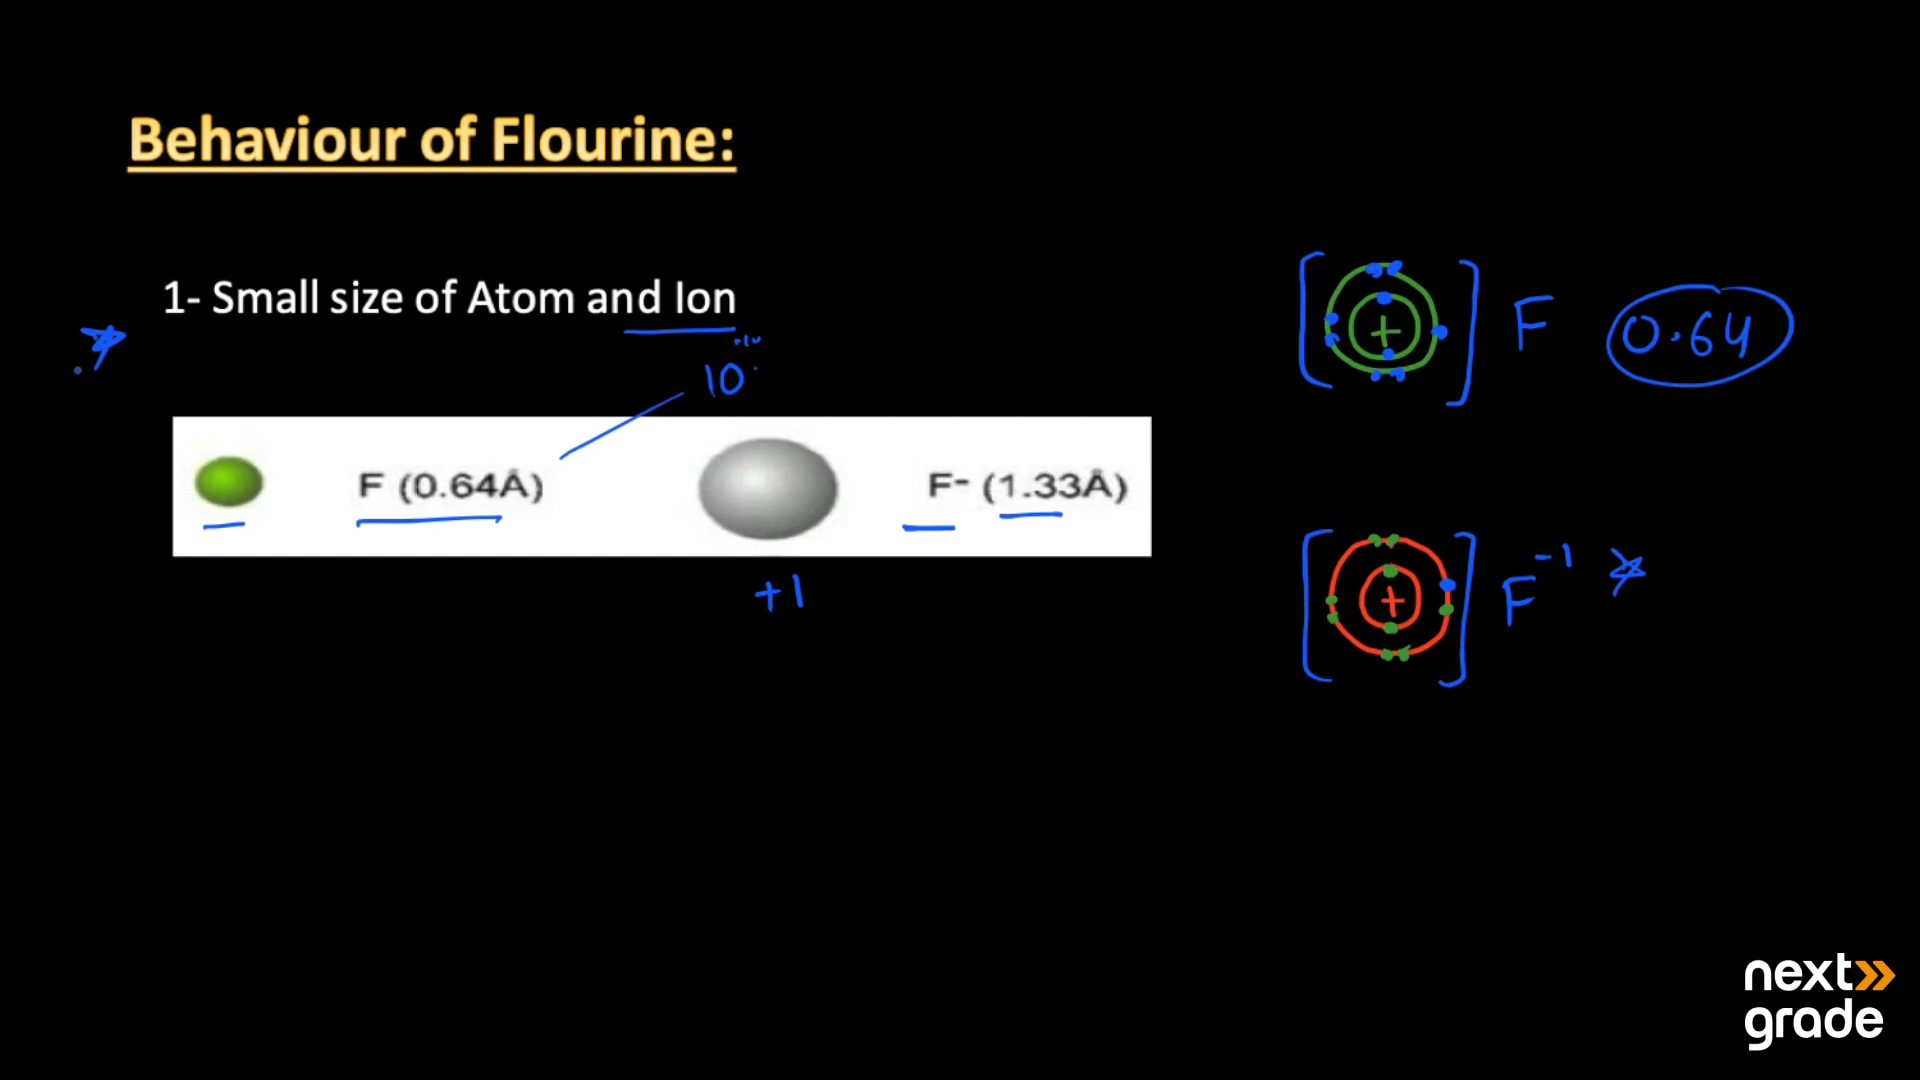 Behaviour of Flourine:
1- Small size of Atom and Ion
10
F (0.64Å)
F- (1.33Å)
+1
+
F
0.64
+
F -1
next
grade